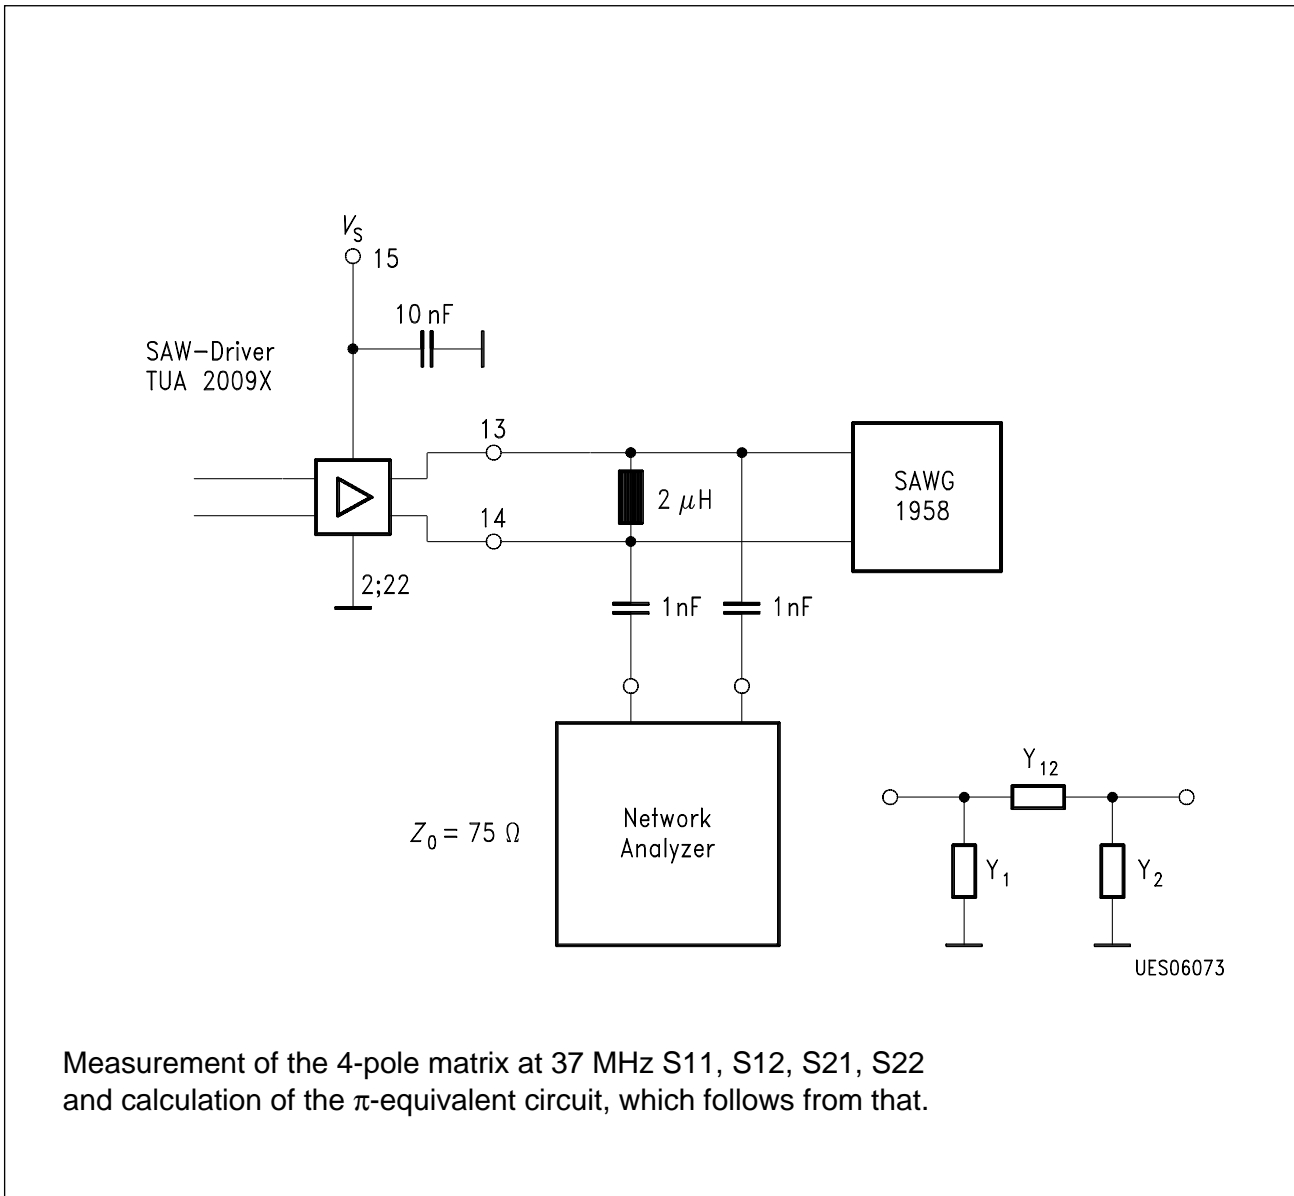 V_S
15
10 nF
SAW-Driver
TUA 2009X
13
2 μH
SAWG
1958
14
2;22
1nF
1nF
Y_12
Z_0 = 75 Ω
Network
Analyzer
Y_1
Y_2
UES06073
Measurement of the 4-pole matrix at 37 MHz S11, S12, S21, S22
and calculation of the π-equivalent circuit, which follows from that.